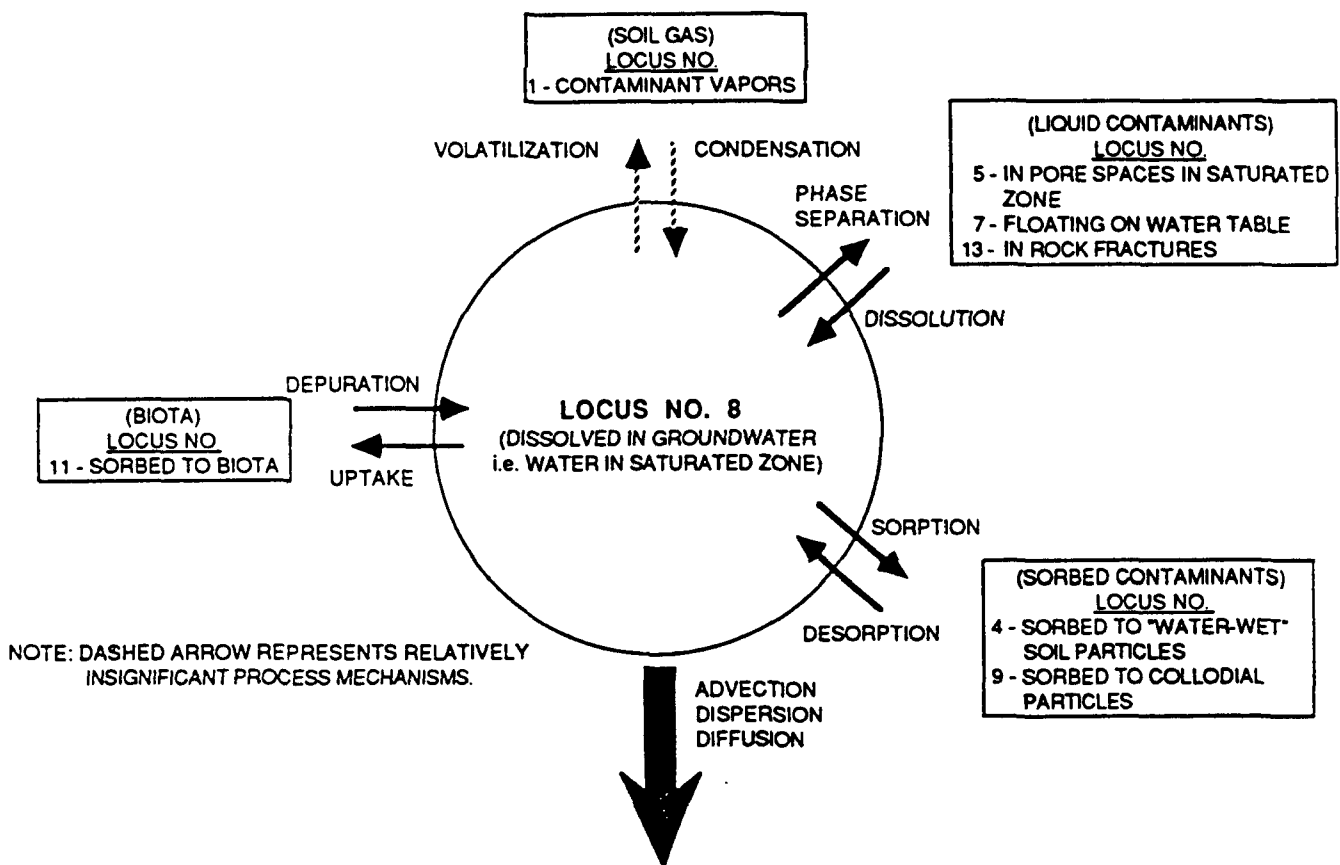 (SOIL GAS)
LOCUS NO.
1 - CONTAMINANT VAPORS
VOLATILIZATION
CONDENSATION
PHASE
SEPARATION
(LIQUID CONTAMINANTS)
LOCUS NO.
5 - IN PORE SPACES IN SATURATED
ZONE
7 - FLOATING ON WATER TABLE
13 - IN ROCK FRACTURES
DISSOLUTION
DEPURATION
(BIOTA)
LOCUS NO
11 - SORBED TO BIOTA
UPTAKE
LOCUS NO. 8
(DISSOLVED IN GROUNDWATER
i.e. WATER IN SATURATED ZONE)
SORPTION
DESORPTION
(SORBED CONTAMINANTS)
LOCUS NO.
4 - SORBED TO "WATER-WET"
SOIL PARTICLES
9 - SORBED TO COLLODIAL
PARTICLES
NOTE: DASHED ARROW REPRESENTS RELATIVELY
INSIGNIFICANT PROCESS MECHANISMS.
ADVECTION
DISPERSION
DIFFUSION